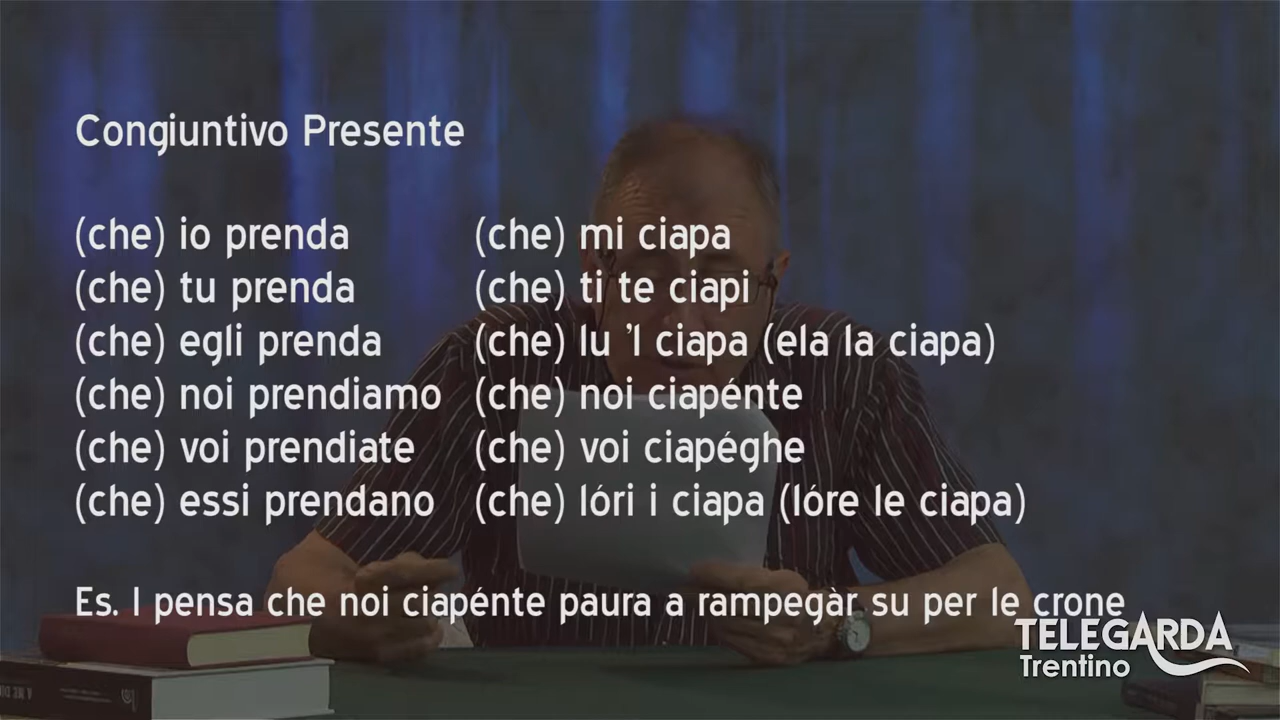 Congiuntivo Presente
(che) io prenda (che) mi ciapa
(che) tu prenda (che) ti te ciapi
(che) egli prenda (che) lu 'l ciapa (ela la ciapa)
(che) noi prendiamo (che) noi ciapénte
(che) voi prendiate (che) voi ciapéghe
(che) essi prendano (che) lóri i ciapa (lóre le ciapa)
Es. I pensa che noi ciapénte paura a rampegàr su per le crone
TELEGARDA
Trentino